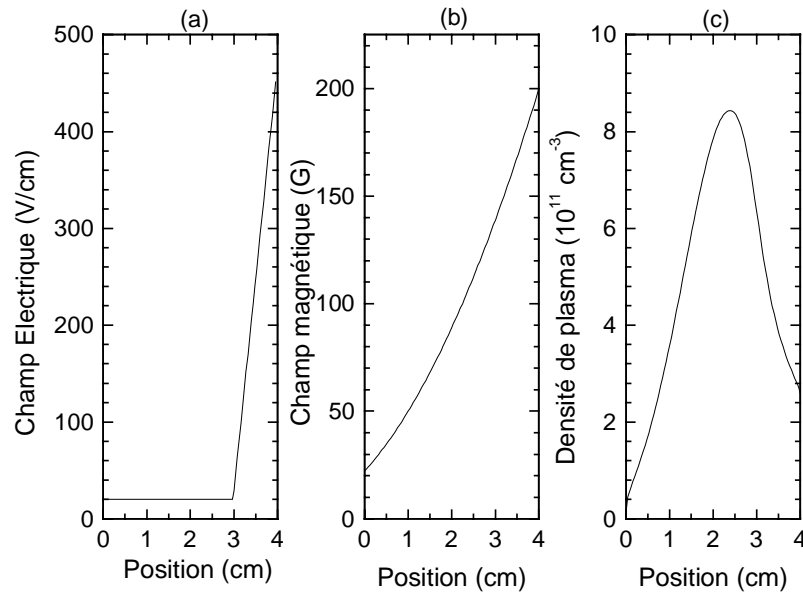 (a)
Champ Electrique (V/cm)
500
400
300
200
100
0
0 1 2 3 4
Position (cm)
(b)
Champ magnétique (G)
200
150
100
50
0
0 1 2 3 4
Position (cm)
(c)
Densité de plasma (10¹¹ cm⁻³)
10
8
6
4
2
0
0 1 2 3 4
Position (cm)